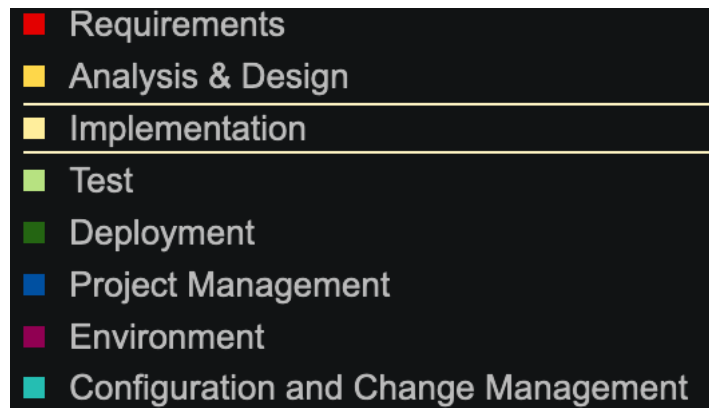 Requirements
Analysis & Design
Implementation
Test
Deployment
Project Management
Environment
Configuration and Change Management